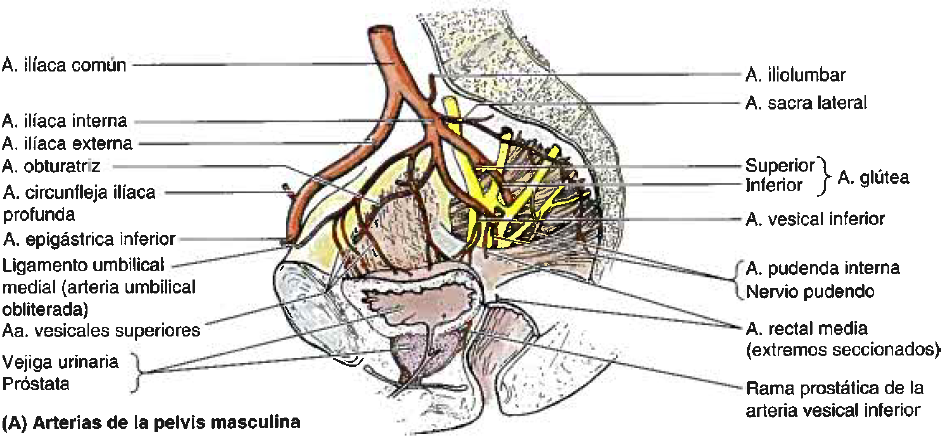 A. ilíaca común
A. ilíaca interna
A. ilíaca externa
A. obturatriz
A. circunfleja ilíaca
profunda
A. epigástrica inferior
Ligamento umbilical
medial (arteria umbilical
obliterada)
Aa. vesicales superiores
Vejiga urinaria
Próstata
(A) Arterias de la pelvis masculina
A. iliolumbar
A. sacra lateral
Superior
Inferior
A. glútea
A. vesical inferior
A. pudenda interna
Nervio pudendo
A. rectal media
(extremos seccionados)
Rama prostática de la
arteria vesical inferior